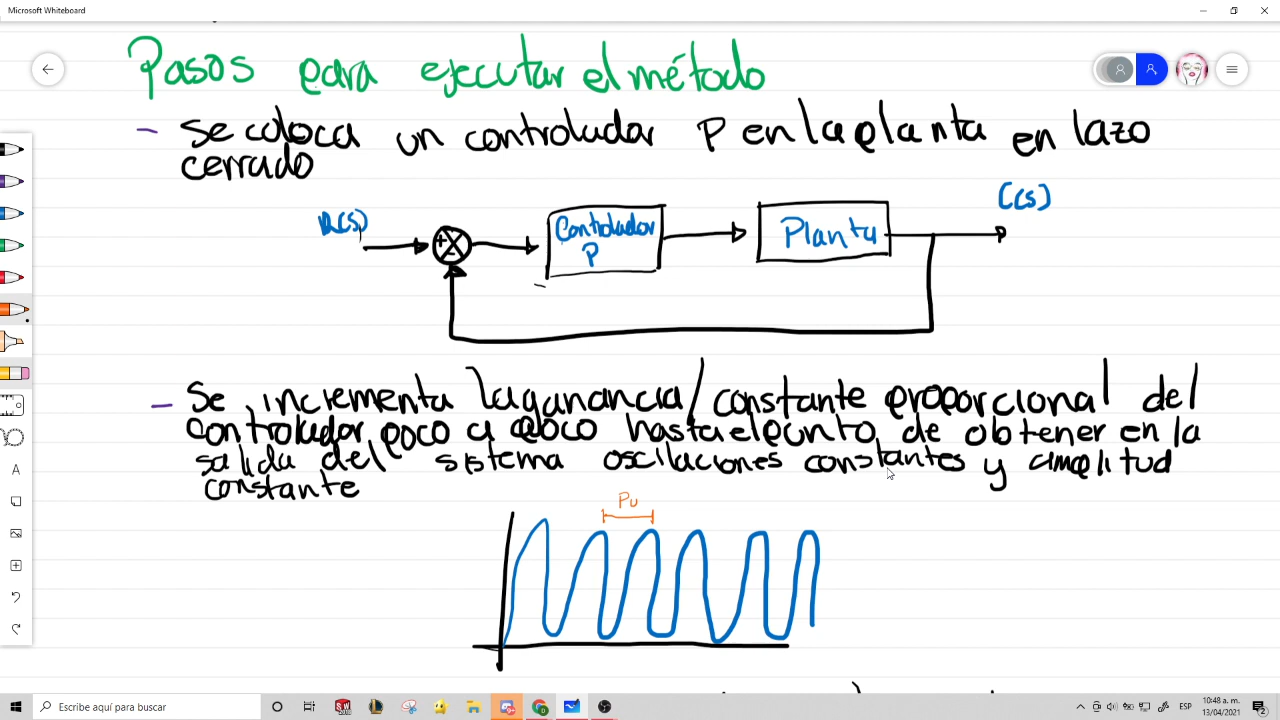 Microsoft Whiteboard
Pasos para ejecutar el método
- Se coloca un controlador P en la planta en lazo
cerrado
R(s)
C(s)
+
-
Controlador
P
Planta
- Se incrementa la ganancia/constante proporcional del
controlador poco a poco hasta el punto de obtener en la
salida del sistema oscilaciones constantes y amplitud
constante
Pu
A
Escribe aquí para buscar
ESP
10:48 a. m.
13/04/2021